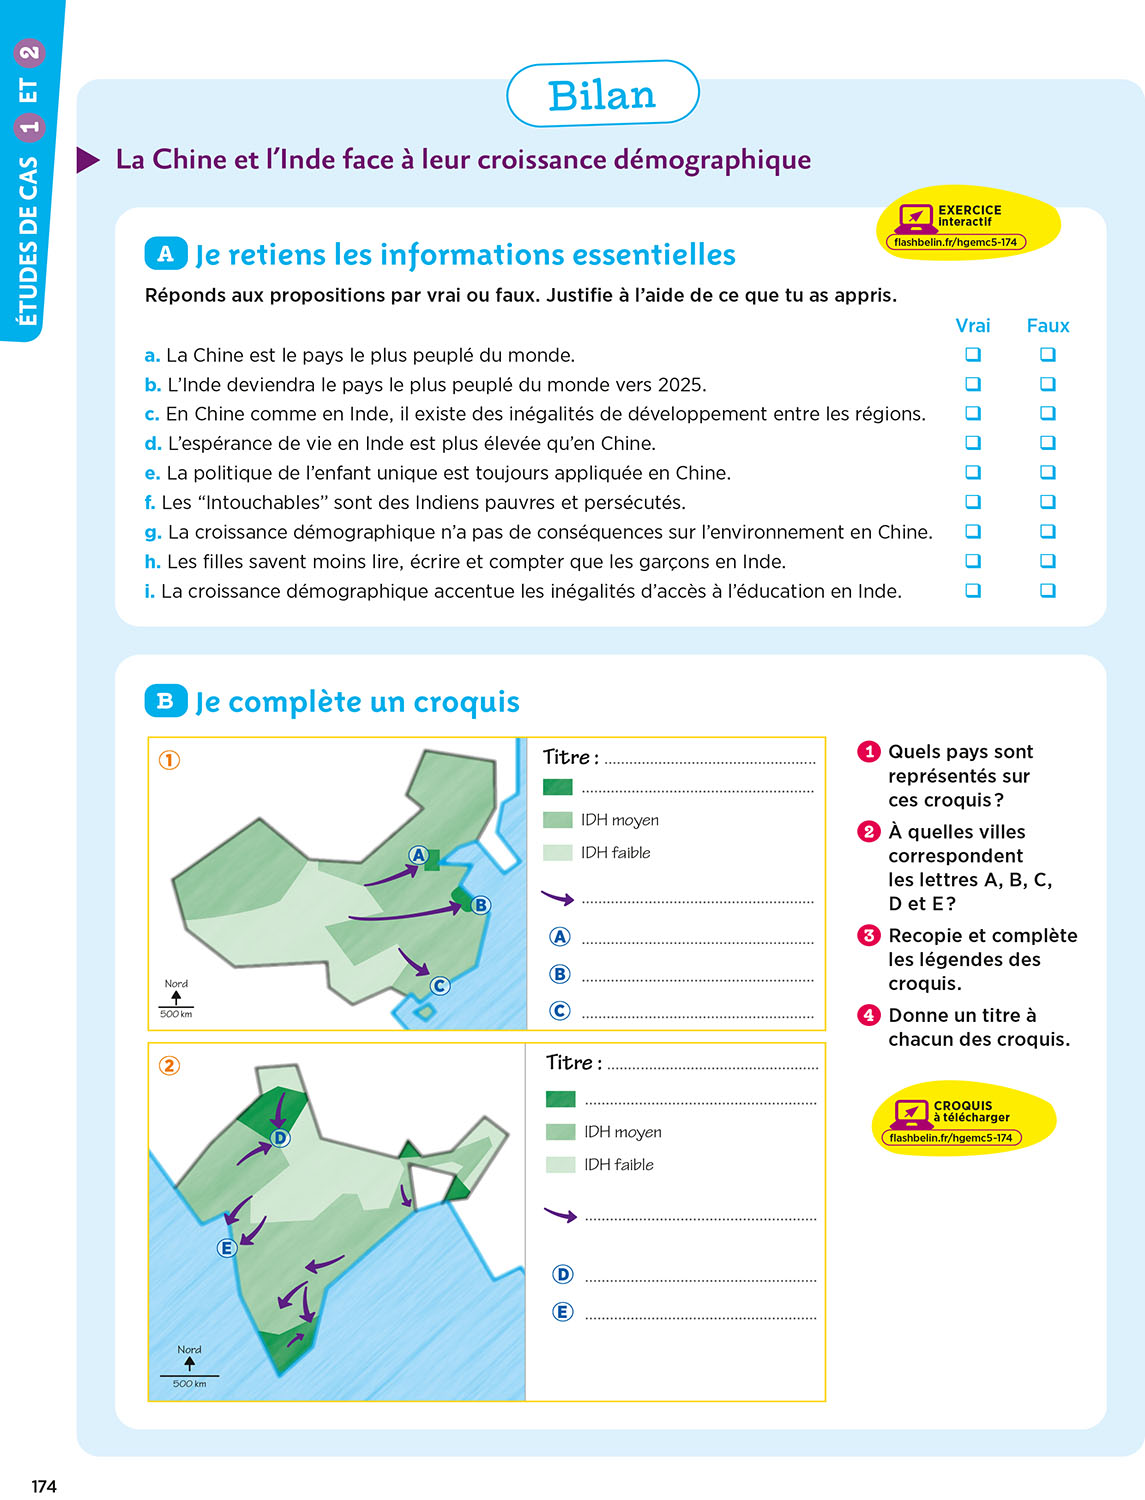 ÉTUDES DE CAS 1 ET 2
Bilan
La Chine et l'Inde face à leur croissance démographique
EXERCICE
interactif
flashbelin.fr/hgemc5-174
A Je retiens les informations essentielles
Réponds aux propositions par vrai ou faux. Justifie à l'aide de ce que tu as appris.
Vrai Faux
a. La Chine est le pays le plus peuplé du monde.
b. L'Inde deviendra le pays le plus peuplé du monde vers 2025.
c. En Chine comme en Inde, il existe des inégalités de développement entre les régions.
d. L'espérance de vie en Inde est plus élevée qu'en Chine.
e. La politique de l'enfant unique est toujours appliquée en Chine.
f. Les “Intouchables” sont des Indiens pauvres et persécutés.
g. La croissance démographique n'a pas de conséquences sur l'environnement en Chine.
h. Les filles savent moins lire, écrire et compter que les garçons en Inde.
i. La croissance démographique accentue les inégalités d'accès à l'éducation en Inde.
B Je complète un croquis
1
A
B
C
Nord
500 km
Titre : ..................................................
..................................................
IDH moyen
IDH faible
..................................................
A ..................................................
B ..................................................
C ..................................................
2
D
E
Nord
500 km
Titre : ..................................................
..................................................
IDH moyen
IDH faible
..................................................
D ..................................................
E ..................................................
1 Quels pays sont
représentés sur
ces croquis ?
2 À quelles villes
correspondent
les lettres A, B, C,
D et E ?
3 Recopie et complète
les légendes des
croquis.
4 Donne un titre à
chacun des croquis.
CROQUIS
à télécharger
flashbelin.fr/hgemc5-174
174